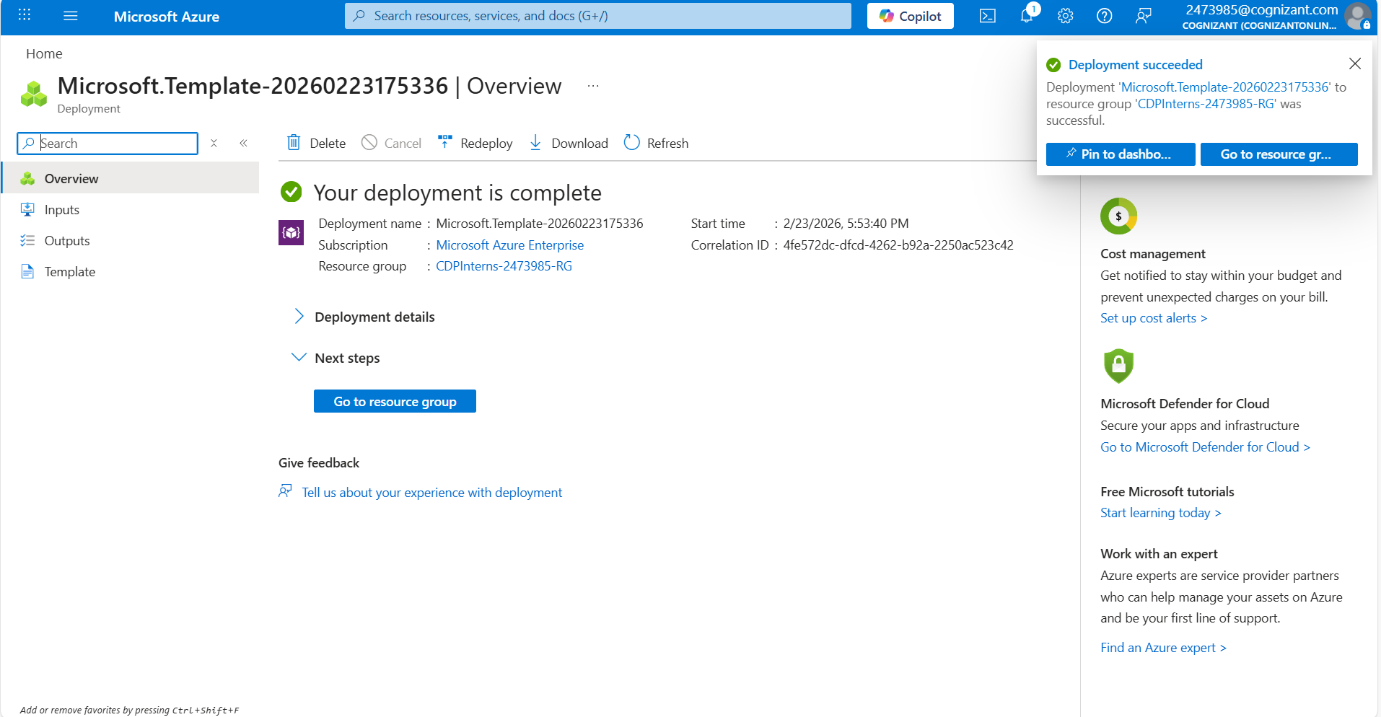 Microsoft Azure
Search resources, services, and docs (G+/)
Copilot
1
2473985@cognizant.com
COGNIZANT (COGNIZANTONLIN...
Home
Microsoft.Template-20260223175336 | Overview ...
Deployment
Deployment succeeded
Deployment 'Microsoft.Template-20260223175336' to
resource group 'CDPInterns-2473985-RG' was
successful.
Pin to dashbo...
Go to resource gr...
Search
Overview
Inputs
Outputs
Template
Delete
Cancel
Redeploy
Download
Refresh
Your deployment is complete
Deployment name : Microsoft.Template-20260223175336
Subscription : Microsoft Azure Enterprise
Resource group : CDPInterns-2473985-RG
Start time : 2/23/2026, 5:53:40 PM
Correlation ID : 4fe572dc-dfcd-4262-b92a-2250ac523c42
Deployment details
Next steps
Go to resource group
Give feedback
Tell us about your experience with deployment
$
Cost management
Get notified to stay within your budget and
prevent unexpected charges on your bill.
Set up cost alerts >
Microsoft Defender for Cloud
Secure your apps and infrastructure
Go to Microsoft Defender for Cloud >
Free Microsoft tutorials
Start learning today >
Work with an expert
Azure experts are service provider partners
who can help manage your assets on Azure
and be your first line of support.
Find an Azure expert >
Add or remove favorites by pressing Ctrl+Shift+F